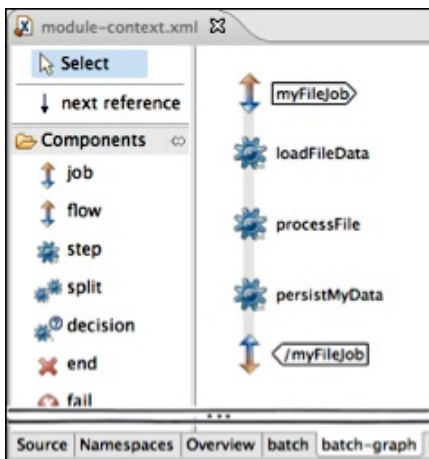 module-context.xml
Select
next reference
Components
job
flow
step
split
decision
end
fail
myFileJob
loadFileData
processFile
persistMyData
/myFileJob
Source Namespaces Overview batch batch-graph